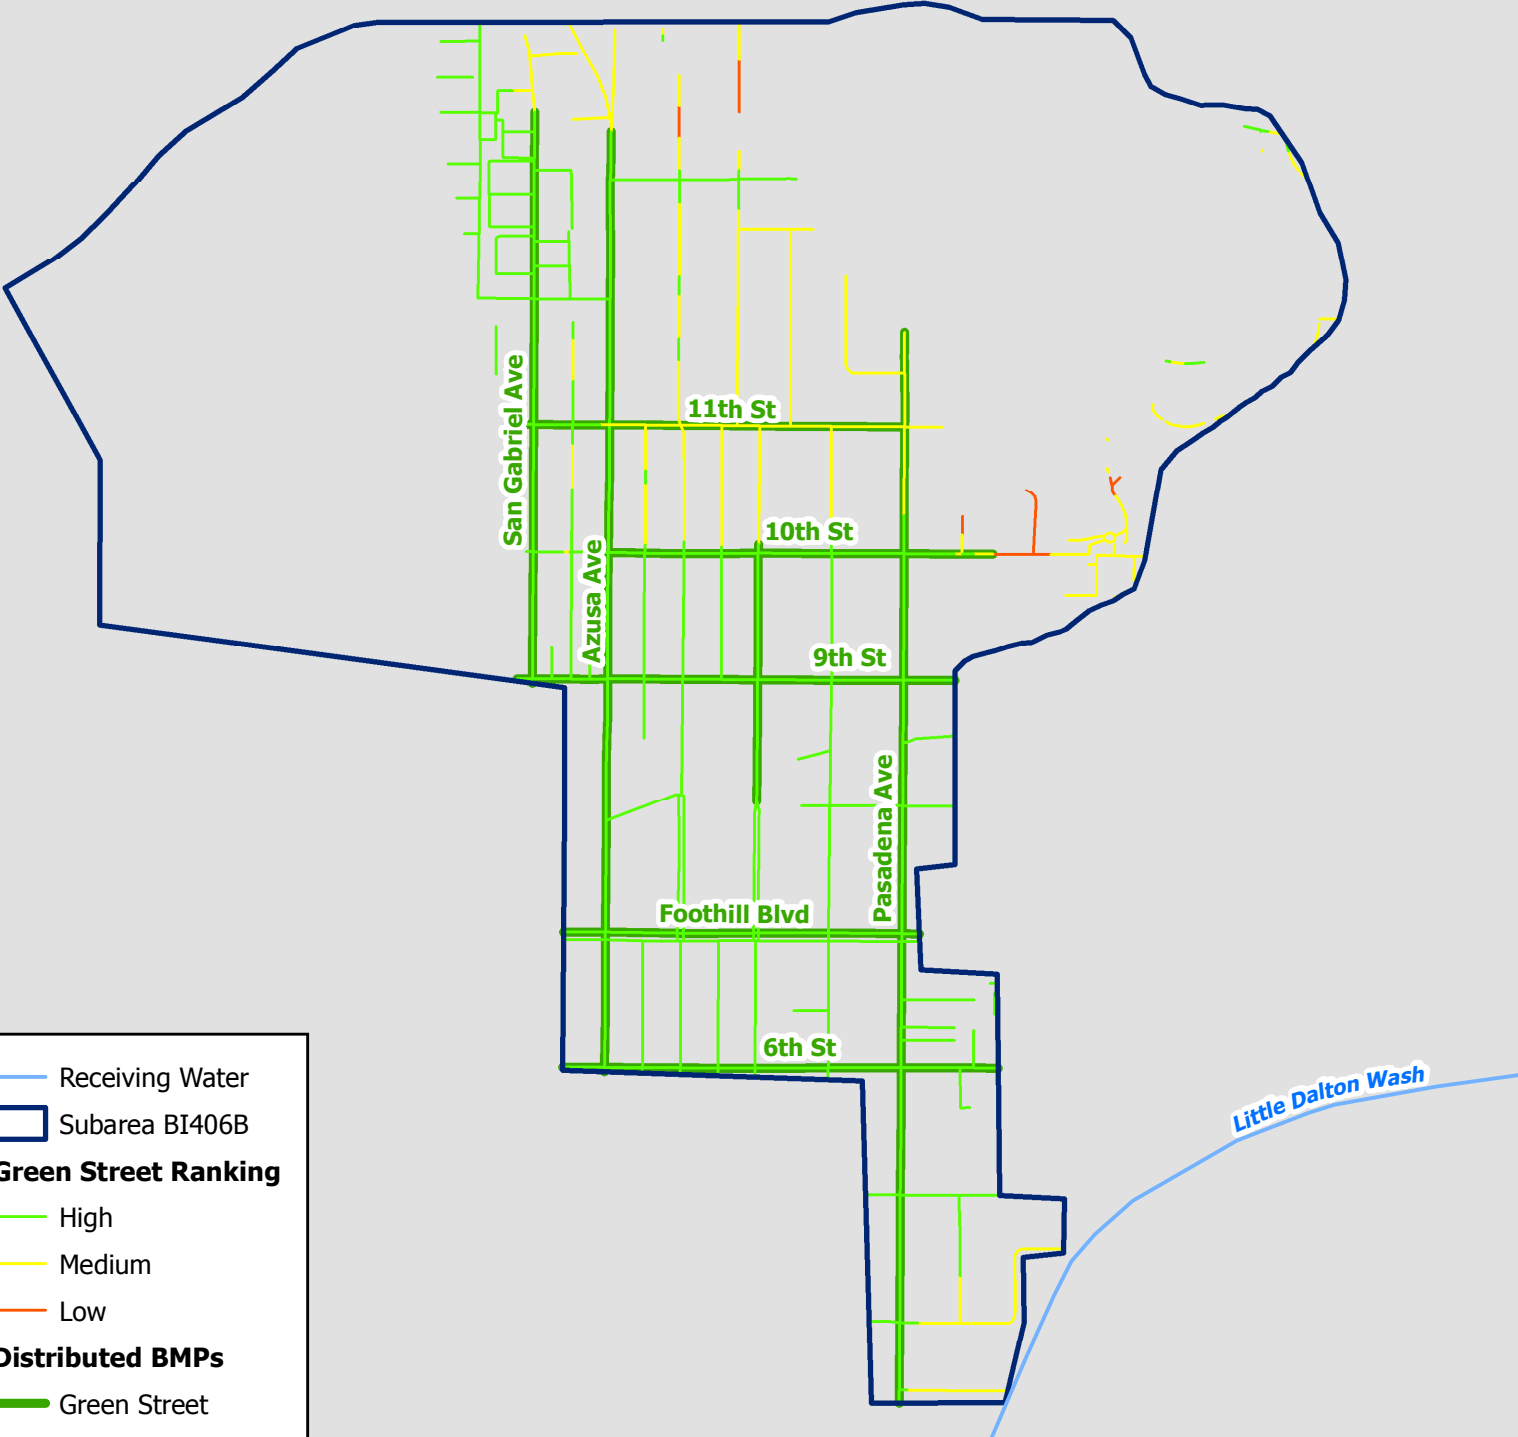 San Gabriel Ave
11th St
10th St
Azusa Ave
9th St
Pasadena Ave
Foothill Blvd
6th St
Little Dalton Wash
Receiving Water
Subarea BI406B
Green Street Ranking
High
Medium
Low
Distributed BMPs
Green Street